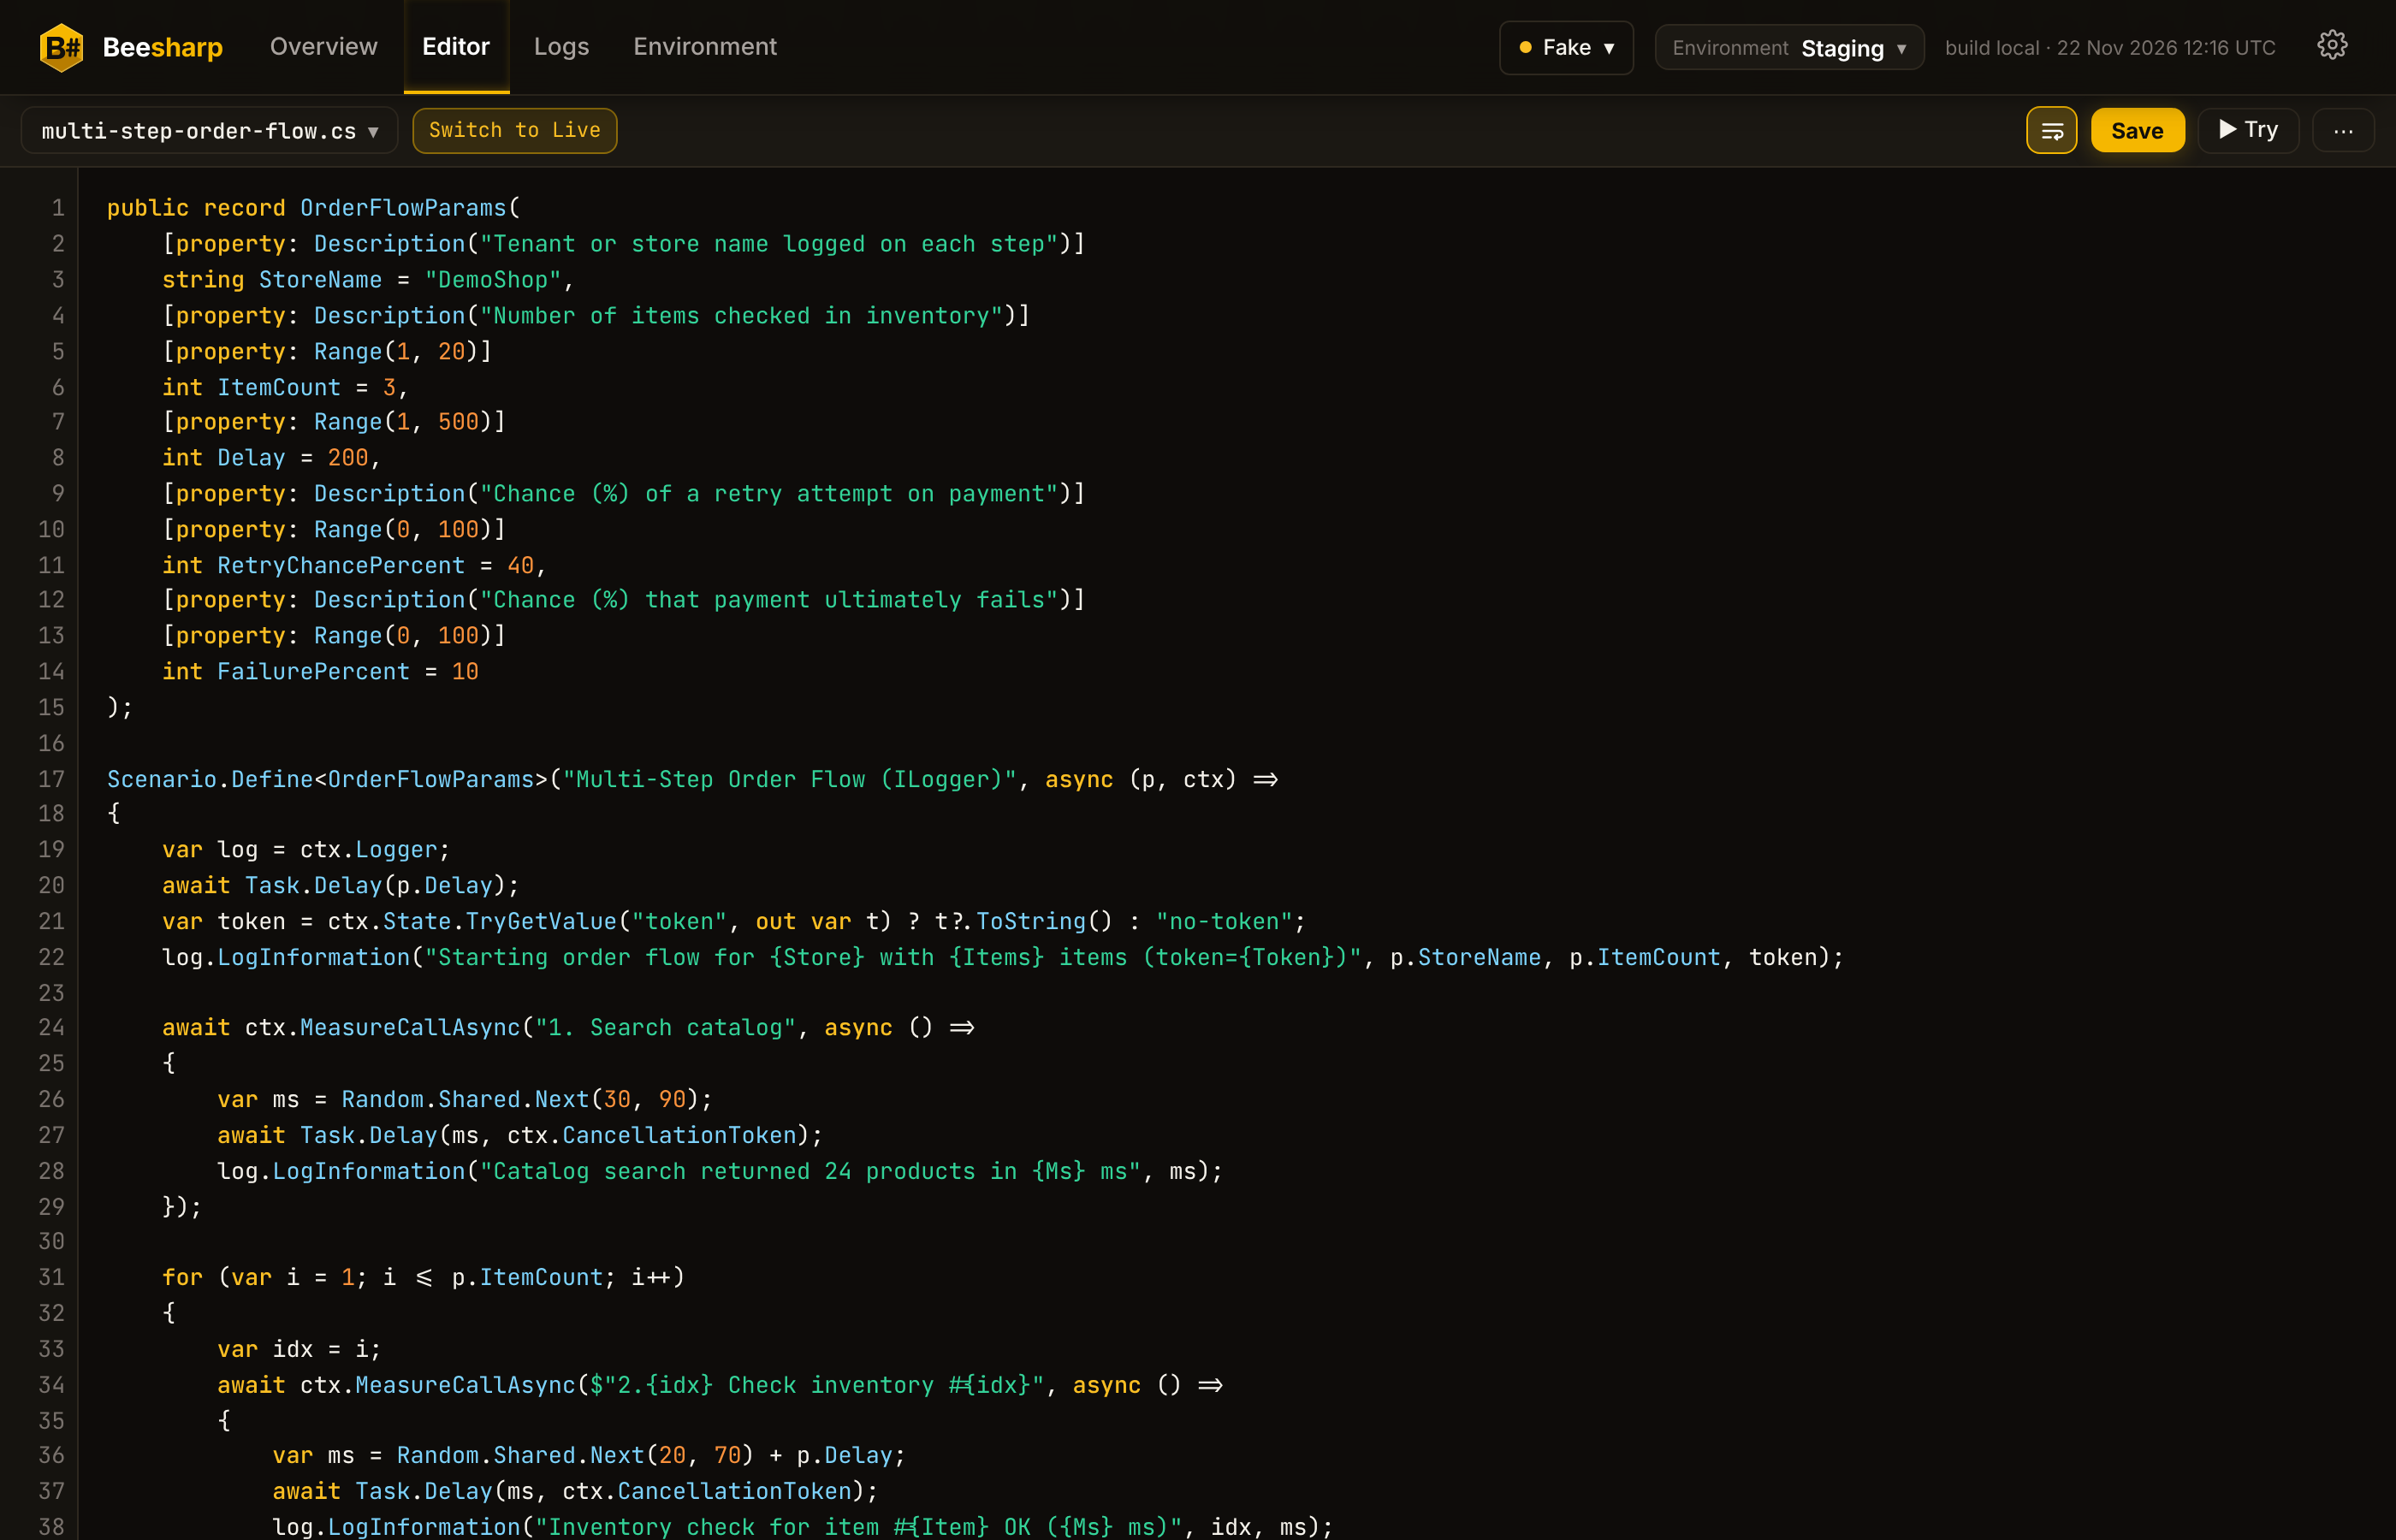 B# Beesharp Overview Editor Logs Environment Fake ▾ Environment Staging ▾ build local · 22 Nov 2026 12:16 UTC
multi-step-order-flow.cs ▾ Switch to Live Save ▶ Try ...
1 public record OrderFlowParams(
2     [property: Description("Tenant or store name logged on each step")]
3     string StoreName = "DemoShop",
4     [property: Description("Number of items checked in inventory")]
5     [property: Range(1, 20)]
6     int ItemCount = 3,
7     [property: Range(1, 500)]
8     int Delay = 200,
9     [property: Description("Chance (%) of a retry attempt on payment")]
10     [property: Range(0, 100)]
11     int RetryChancePercent = 40,
12     [property: Description("Chance (%) that payment ultimately fails")]
13     [property: Range(0, 100)]
14     int FailurePercent = 10
15 );
16
17 Scenario.Define<OrderFlowParams>("Multi-Step Order Flow (ILogger)", async (p, ctx) =>
18 {
19     var log = ctx.Logger;
20     await Task.Delay(p.Delay);
21     var token = ctx.State.TryGetValue("token", out var t) ? t?.ToString() : "no-token";
22     log.LogInformation("Starting order flow for {Store} with {Items} items (token={Token})", p.StoreName, p.ItemCount, token);
23
24     await ctx.MeasureCallAsync("1. Search catalog", async () =>
25     {
26         var ms = Random.Shared.Next(30, 90);
27         await Task.Delay(ms, ctx.CancellationToken);
28         log.LogInformation("Catalog search returned 24 products in {Ms} ms", ms);
29     });
30
31     for (var i = 1; i <= p.ItemCount; i++)
32     {
33         var idx = i;
34         await ctx.MeasureCallAsync($"2.{idx} Check inventory #{idx}", async () =>
35         {
36             var ms = Random.Shared.Next(20, 70) + p.Delay;
37             await Task.Delay(ms, ctx.CancellationToken);
38             log.LogInformation("Inventory check for item #{Item} OK ({Ms} ms)", idx, ms);